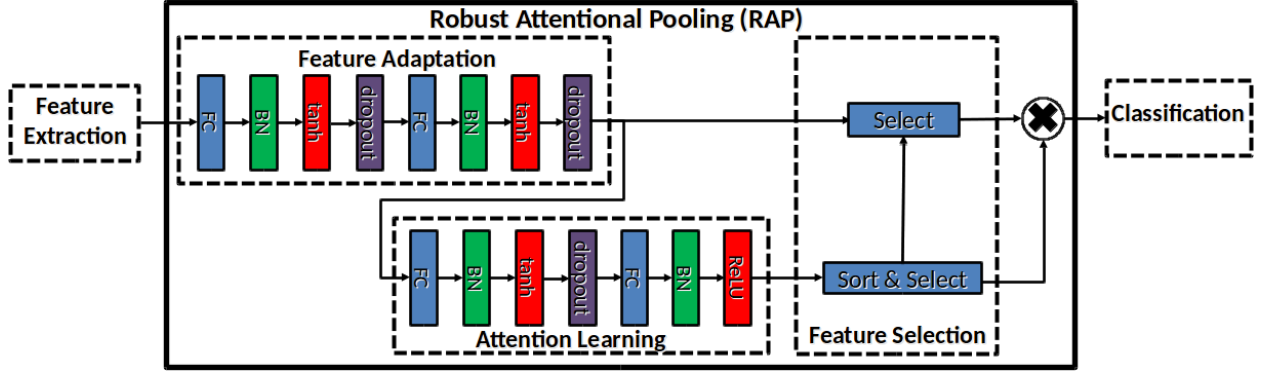 Robust Attentional Pooling (RAP)
Feature Adaptation
Feature
Extraction
FC
BN
tanh
dropout
FC
BN
tanh
dropout
Select
Classification
FC
BN
tanh
dropout
FC
BN
ReLU
Sort & Select
Attention Learning
Feature Selection